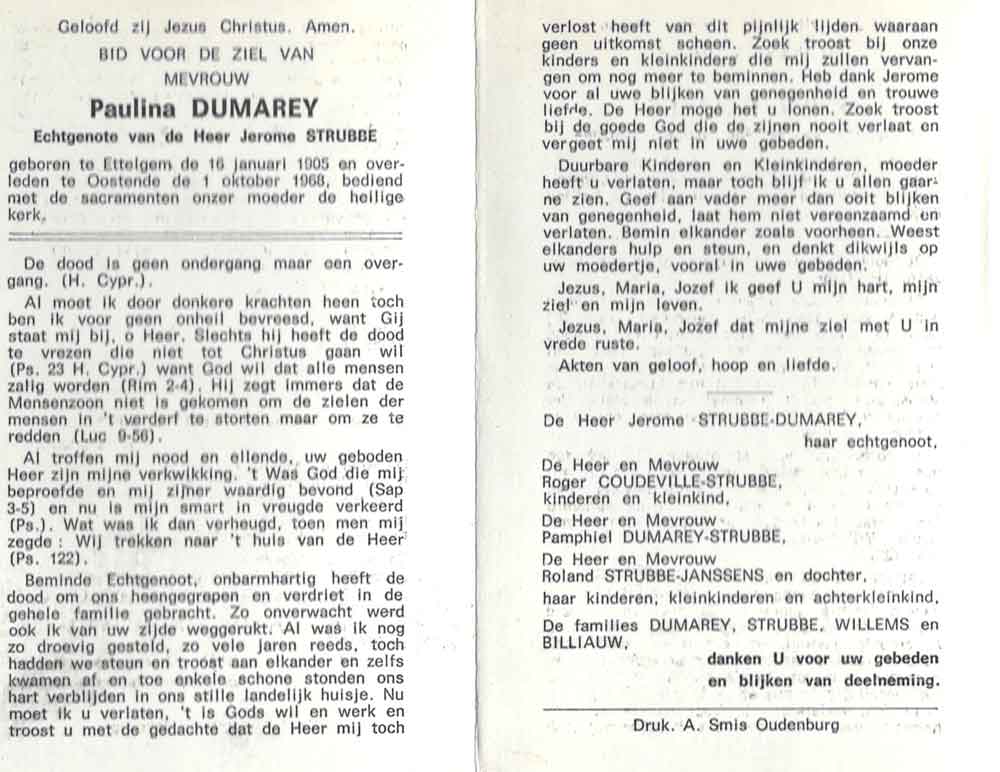 Geloofd zij Jezus Christus. Amen.
BID VOOR DE ZIEL VAN
MEVROUW
Paulina DUMAREY
Echtgenote van de Heer Jerome STRUBBE
geboren te Ettelgem de 16 januari 1905 en over-
leden te Oostende de 1 oktober 1968, bediend
met de sacramenten onzer moeder de heilige
kerk.
De dood is geen ondergang maar een over-
gang. (H. Cypr.).
Al moet ik door donkere krachten heen toch
ben ik voor geen onheil bevreesd, want Gij
staat mij bij, o Heer. Slechts hij heeft de dood
te vrezen die niet tot Christus gaan wil
(Ps. 23 H. Cypr.) want God wil dat alle mensen
zalig worden (Rim 2-4). Hij zegt immers dat de
Mensenzoon niet is gekomen om de zielen der
mensen in 't verderf te storten maar om ze te
redden (Luc 9-56).
Al troffen mij nood en ellende, uw geboden
Heer zijn mijne verkwikking. 't Was God die mij
beproefde en mij zijner waardig bevond (Sap
3-5) en nu is mijn smart in vreugde verkeerd
(Ps.). Wat was ik dan verheugd, toen men mij
zegde : Wij trekken naar 't huis van de Heer
(Ps. 122).
Beminde Echtgenoot, onbarmhartig heeft de
dood om ons heengegrepen en verdriet in de
gehele familie gebracht. Zo onverwacht werd
ook ik van uw zijde weggerukt. Al was ik nog
zo droevig gesteld, zo vele jaren reeds, toch
hadden we steun en troost aan elkander en zelfs
kwamen af en toe enkele schone stonden ons
hart verblijden in ons stille landelijk huisje. Nu
moet ik u verlaten, 't is Gods wil en werk en
troost u met de gedachte dat de Heer mij toch
verlost heeft van dit pijnlijk lijden waaraan
geen uitkomst scheen. Zoek troost bij onze
kinders en kleinkinders die mij zullen vervan-
gen om nog meer te beminnen. Heb dank Jerome
voor al uwe blijken van genegenheid en trouwe
liefde. De Heer moge het u lonen. Zoek troost
bij de goede God die de zijnen nooit verlaat en
vergeet mij niet in uwe gebeden.
Duurbare Kinderen en Kleinkinderen, moeder
heeft u verlaten, maar toch blijf ik u allen gaar-
ne zien. Geef aan vader meer dan ooit blijken
van genegenheid, laat hem niet vereenzaamd en
verlaten. Bemin elkander zoals voorheen. Weest
elkanders hulp en steun, en denkt dikwijls op
uw moedertje, vooral in uwe gebeden.
Jezus, Maria, Jozef ik geef U mijn hart, mijn
ziel en mijn leven.
Jezus, Maria, Jozef dat mijne ziel met U in
vrede ruste.
Akten van geloof, hoop en liefde.
De Heer Jerome STRUBBE-DUMAREY,
haar echtgenoot,
De Heer en Mevrouw
Roger COUDEVILLE-STRUBBE,
kinderen en kleinkind,
De Heer en Mevrouw
Pamphiel DUMAREY-STRUBBE,
De Heer en Mevrouw
Roland STRUBBE-JANSSENS en dochter,
haar kinderen, kleinkinderen en achterkleinkind,
De families DUMAREY, STRUBBE, WILLEMS en
BILLIAUW,
danken U voor uw gebeden
en blijken van deelneming.
Druk. A. Smis Oudenburg